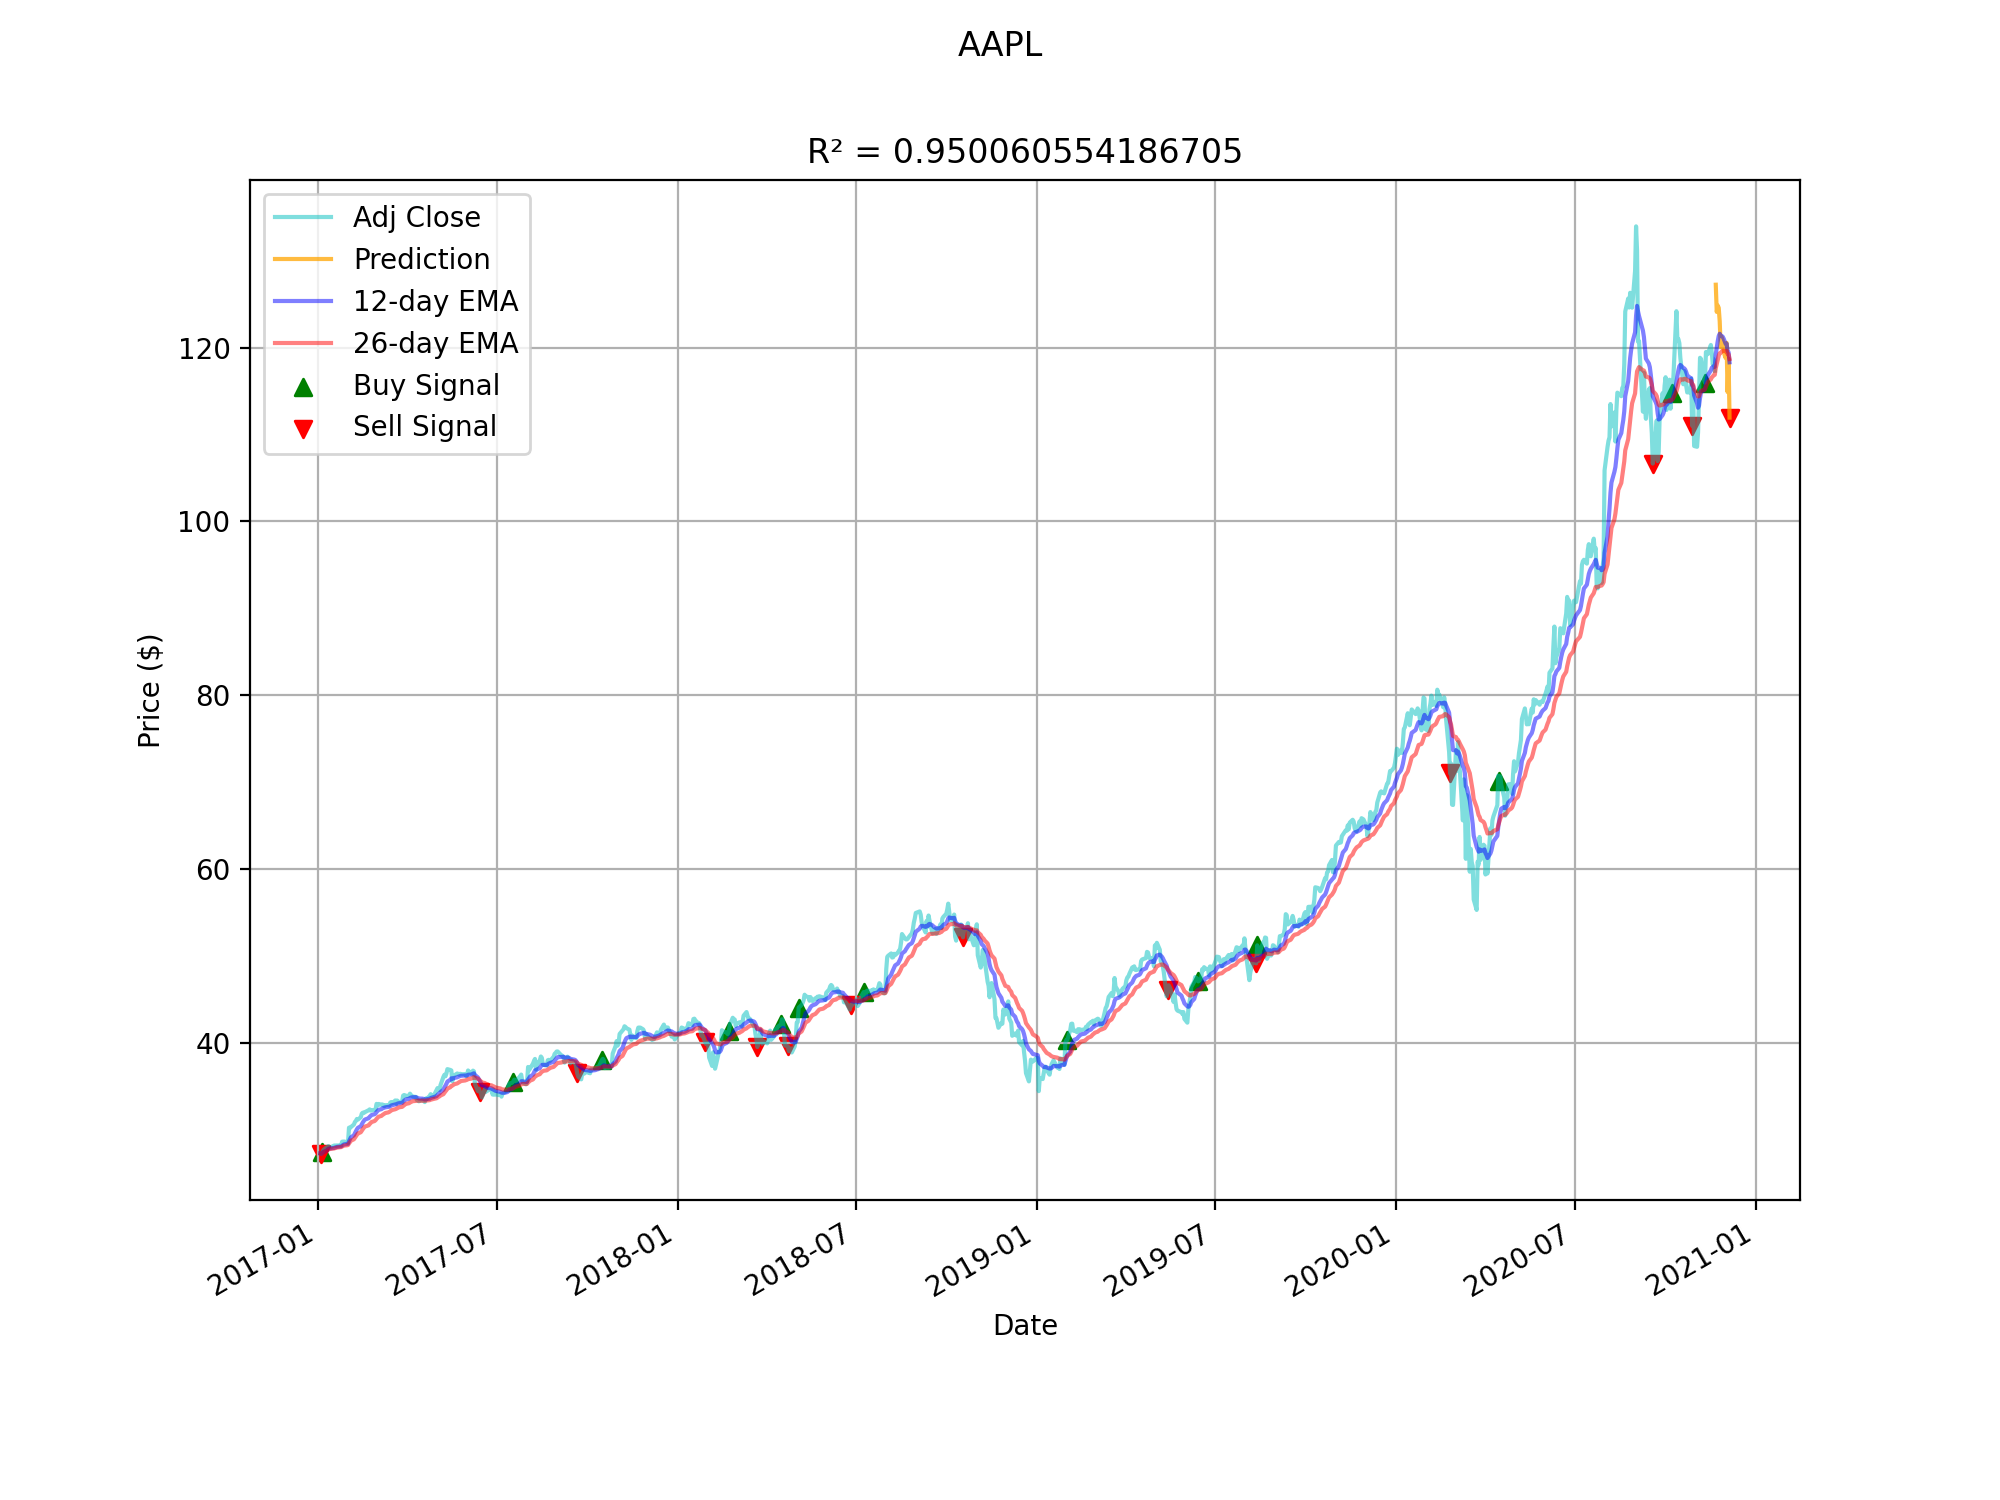 AAPL
R² = 0.950060554186705
Adj Close
Prediction
12-day EMA
26-day EMA
Buy Signal
Sell Signal
120
100
80
60
40
Price ($)
2017-01
2017-07
2018-01
2018-07
2019-01
2019-07
2020-01
2020-07
2021-01
Date